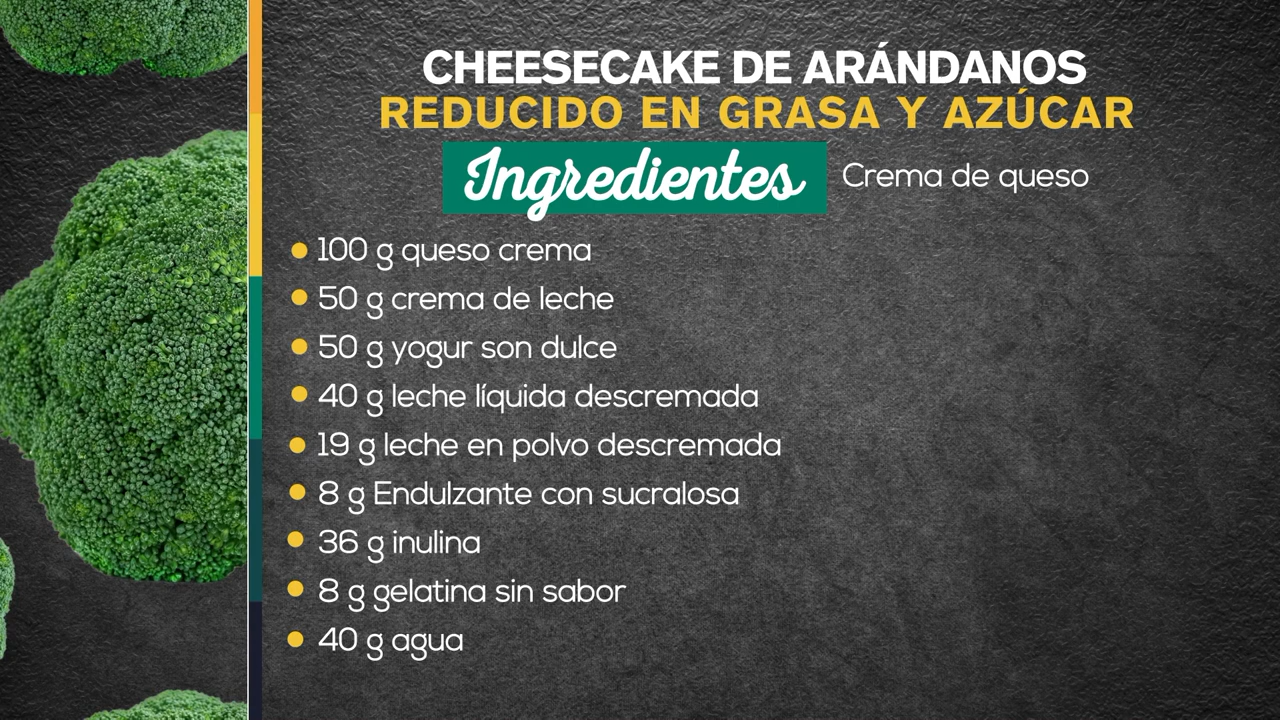 CHEESECAKE DE ARÁNDANOS
REDUCIDO EN GRASA Y AZÚCAR
Ingredientes Crema de queso
100 g queso crema
50 g crema de leche
50 g yogur son dulce
40 g leche líquida descremada
19 g leche en polvo descremada
8 g Endulzante con sucralosa
36 g inulina
8 g gelatina sin sabor
40 g agua